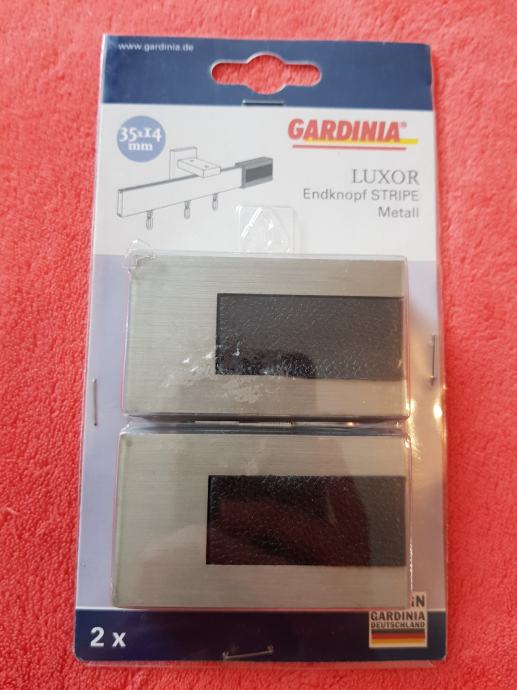 www.gardinia.de
35x14
mm
GARDINIA®
LUXOR
Endknopf STRIPE
Metall
GARDINIA
DEUTSCHLAND
2 x